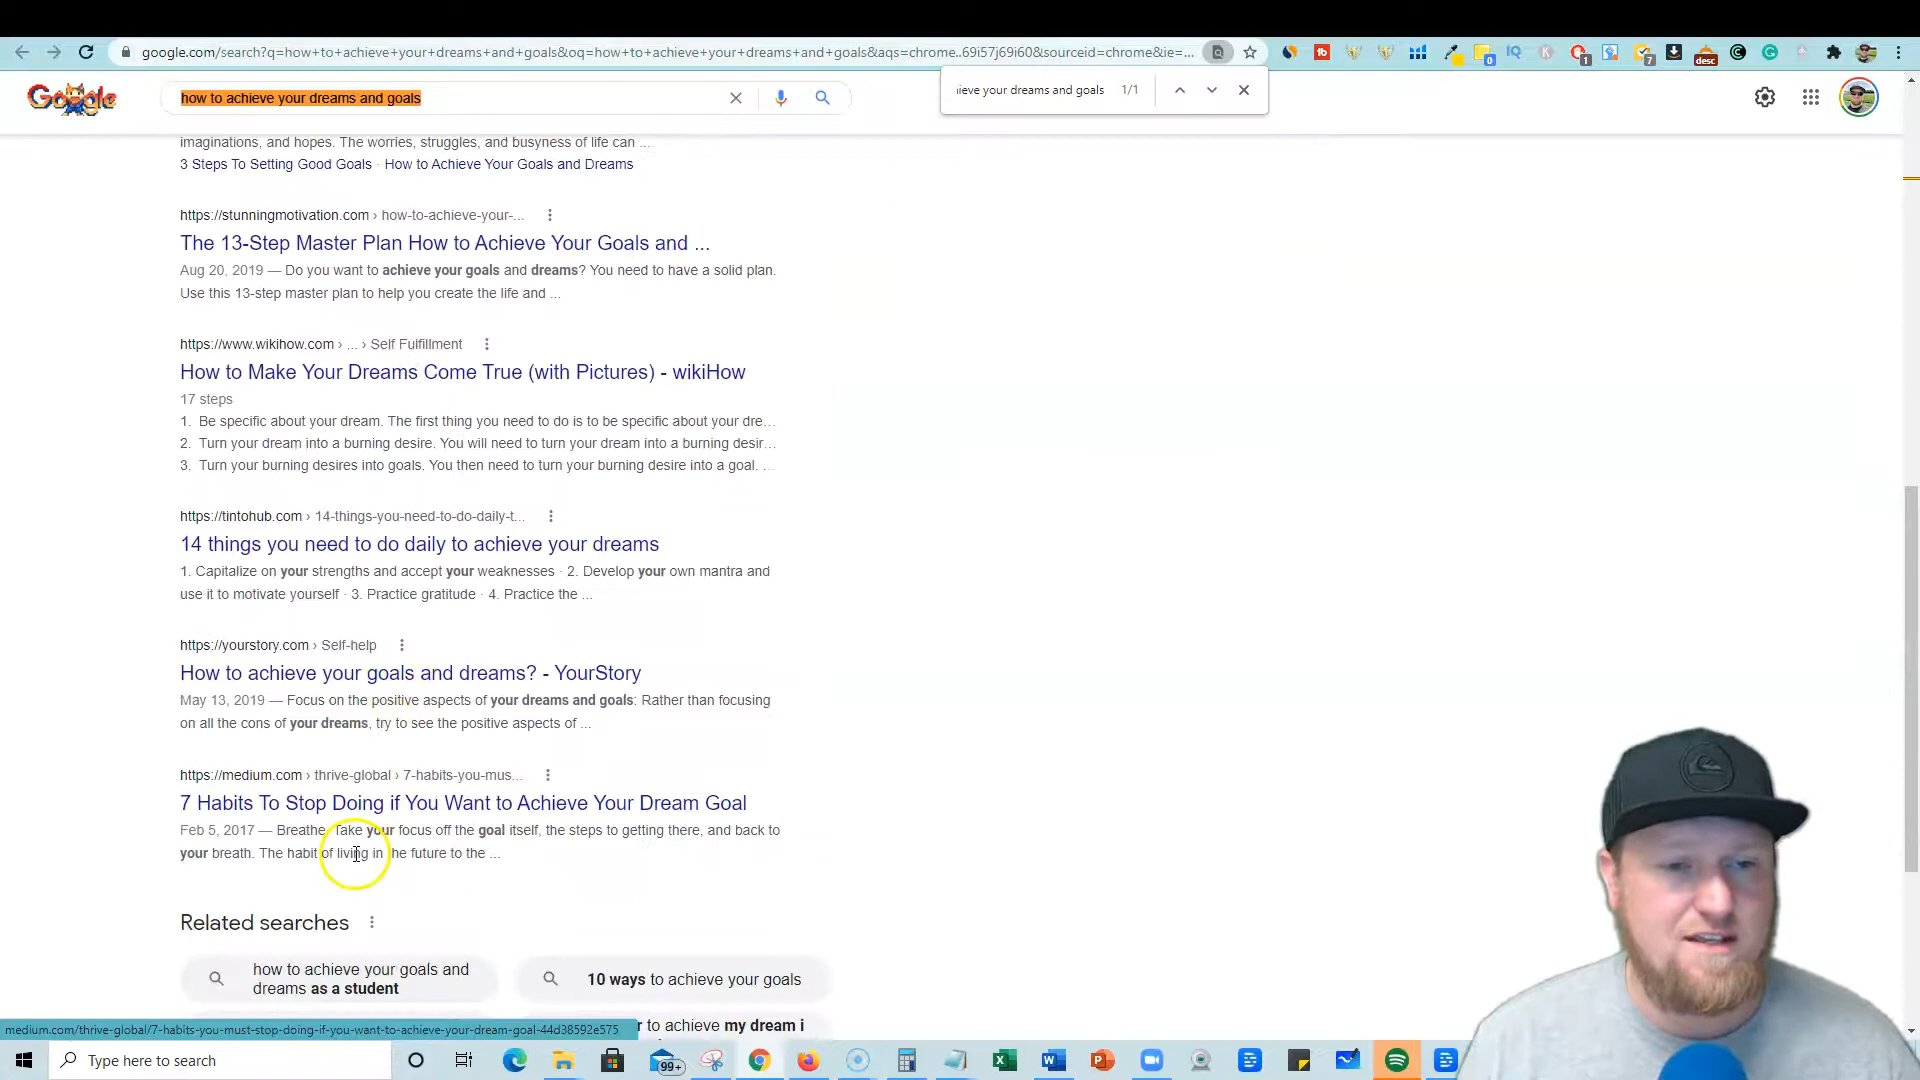 google.com/search?q=how+to+achieve+your+dreams+and+goals&oq=how+to+achieve+your+dreams+and+goals&aqs=chrome..69i57j69i60&sourceid=chrome&ie=...
Google
how to achieve your dreams and goals
ieve your dreams and goals 1/1
imaginations, and hopes. The worries, struggles, and busyness of life can ...
3 Steps To Setting Good Goals · How to Achieve Your Goals and Dreams
https://stunningmotivation.com › how-to-achieve-your-...
The 13-Step Master Plan How to Achieve Your Goals and ...
Aug 20, 2019 — Do you want to achieve your goals and dreams? You need to have a solid plan.
Use this 13-step master plan to help you create the life and ...
https://www.wikihow.com › ... › Self Fulfillment
How to Make Your Dreams Come True (with Pictures) - wikiHow
17 steps
1. Be specific about your dream. The first thing you need to do is to be specific about your dre...
2. Turn your dream into a burning desire. You will need to turn your dream into a burning desir...
3. Turn your burning desires into goals. You then need to turn your burning desire into a goal. ...
https://tintohub.com › 14-things-you-need-to-do-daily-t...
14 things you need to do daily to achieve your dreams
1. Capitalize on your strengths and accept your weaknesses · 2. Develop your own mantra and
use it to motivate yourself · 3. Practice gratitude · 4. Practice the ...
https://yourstory.com › Self-help
How to achieve your goals and dreams? - YourStory
May 13, 2019 — Focus on the positive aspects of your dreams and goals: Rather than focusing
on all the cons of your dreams, try to see the positive aspects of ...
https://medium.com › thrive-global › 7-habits-you-mus...
7 Habits To Stop Doing if You Want to Achieve Your Dream Goal
Feb 5, 2017 — Breathe. Take your focus off the goal itself, the steps to getting there, and back to
your breath. The habit of living in the future to the ...
Related searches
how to achieve your goals and
dreams as a student
10 ways to achieve your goals
to achieve my dream i
medium.com/thrive-global/7-habits-you-must-stop-doing-if-you-want-to-achieve-your-dream-goal-44d38592e575
Type here to search
99+
desc